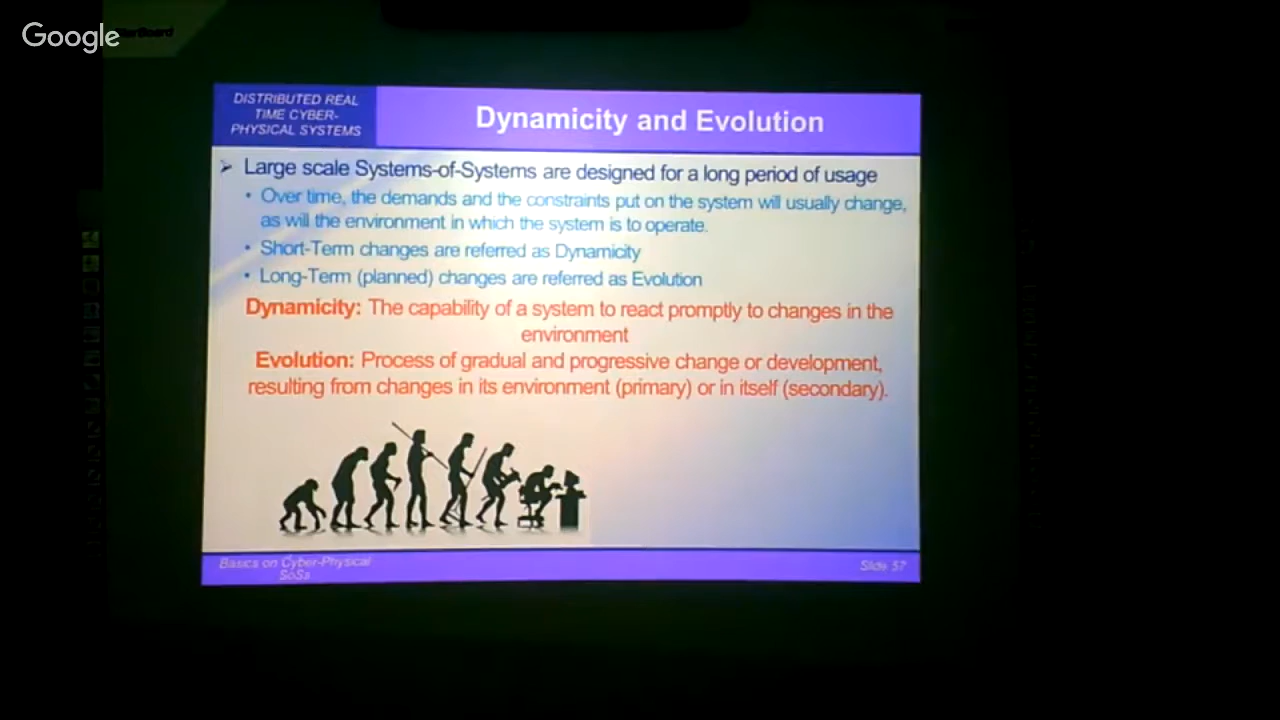 Google
DISTRIBUTED REAL
TIME CYBER-
PHYSICAL SYSTEMS
Dynamicity and Evolution
➢ Large scale Systems-of-Systems are designed for a long period of usage
• Over time, the demands and the constraints put on the system will usually change,
as will the environment in which the system is to operate.
• Short-Term changes are referred as Dynamicity
• Long-Term (planned) changes are referred as Evolution
Dynamicity: The capability of a system to react promptly to changes in the
environment
Evolution: Process of gradual and progressive change or development,
resulting from changes in its environment (primary) or in itself (secondary).
Basics on Cyber-Physical
SoSs
Slide 57